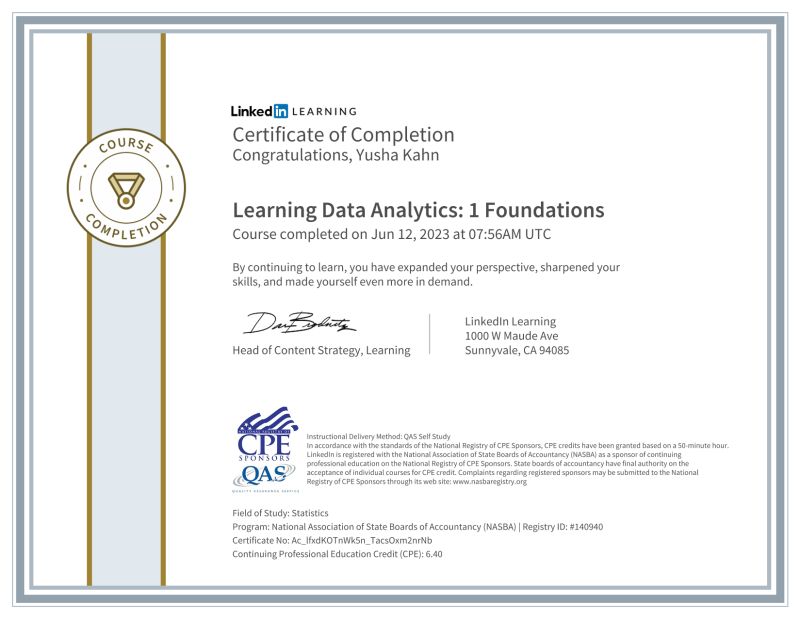 LinkedIn LEARNING
Certificate of Completion
Congratulations, Yusha Kahn
COURSE
COMPLETION
Learning Data Analytics: 1 Foundations
Course completed on Jun 12, 2023 at 07:56AM UTC
By continuing to learn, you have expanded your perspective, sharpened your
skills, and made yourself even more in demand.
Head of Content Strategy, Learning
LinkedIn Learning
1000 W Maude Ave
Sunnyvale, CA 94085
NATIONAL REGISTRY OF
CPE
SPONSORS
QAS
QUALITY ASSURANCE SERVICE
Instructional Delivery Method: QAS Self Study
In accordance with the standards of the National Registry of CPE Sponsors, CPE credits have been granted based on a 50-minute hour.
LinkedIn is registered with the National Association of State Boards of Accountancy (NASBA) as a sponsor of continuing
professional education on the National Registry of CPE Sponsors. State boards of accountancy have final authority on the
acceptance of individual courses for CPE credit. Complaints regarding registered sponsors may be submitted to the National
Registry of CPE Sponsors through its web site: www.nasbaregistry.org
Field of Study: Statistics
Program: National Association of State Boards of Accountancy (NASBA) | Registry ID: #140940
Certificate No: Ac_lfxdKOTnWk5n_TacsOxm2nrNb
Continuing Professional Education Credit (CPE): 6.40